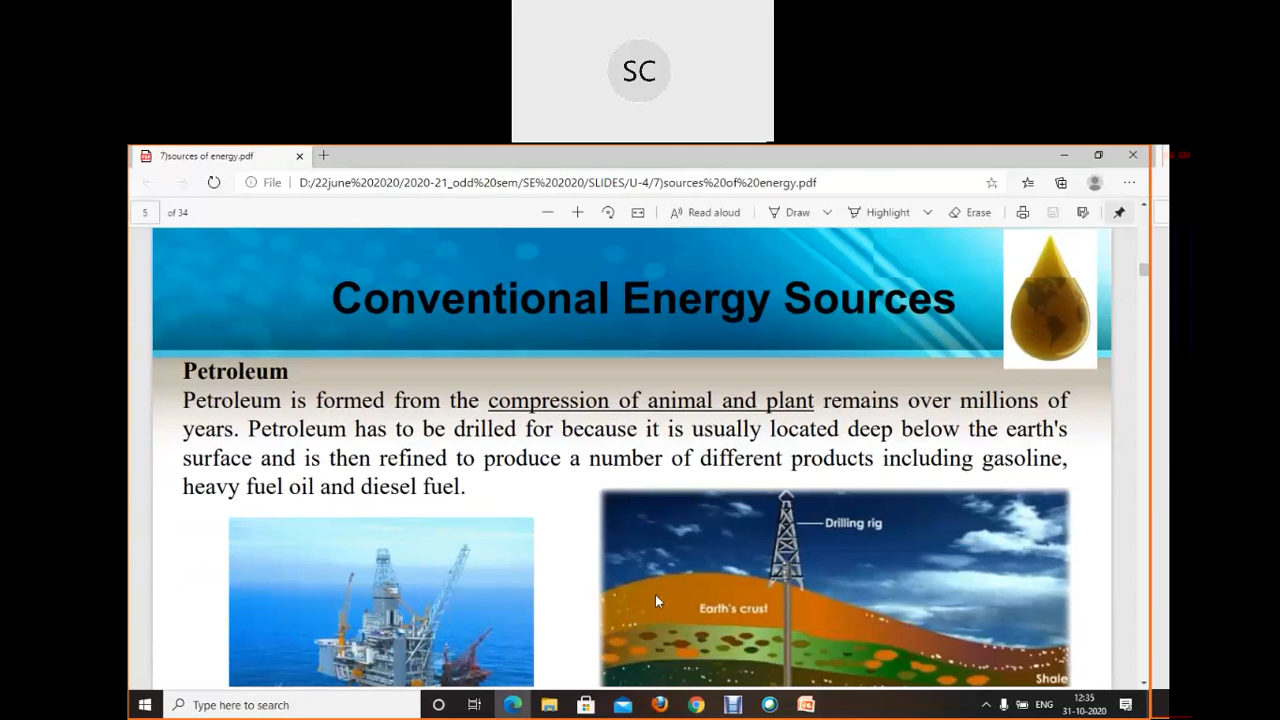 SC
7)sources of energy.pdf
File D:/22june%202020/2020-21_odd%20sem/SE%202020/SLIDES/U-4/7)sources%20of%20energy.pdf
5 of 34 Read aloud Draw Highlight Erase
Conventional Energy Sources
Petroleum
Petroleum is formed from the compression of animal and plant remains over millions of
years. Petroleum has to be drilled for because it is usually located deep below the earth's
surface and is then refined to produce a number of different products including gasoline,
heavy fuel oil and diesel fuel.
Drilling rig
Earth's crust
Shale
Type here to search
ENG
12:35
31-10-2020